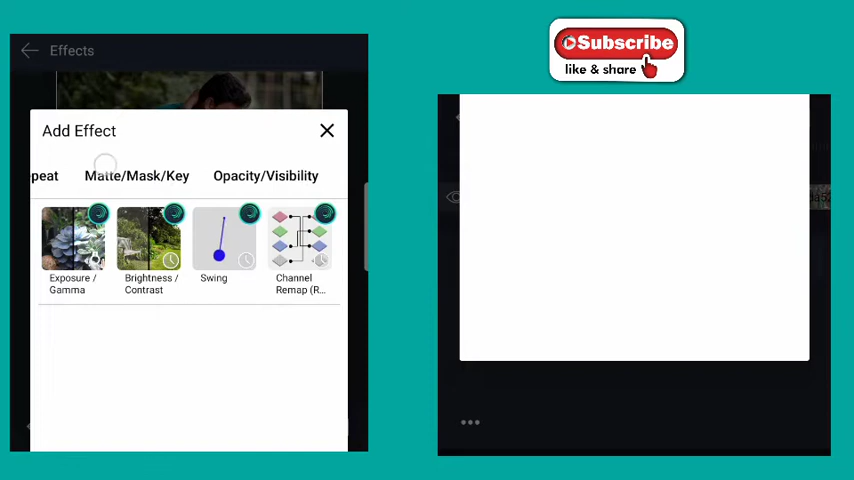 Effects
Add Effect
peat Matte/Mask/Key Opacity/Visibility
Exposure /
Gamma
Brightness /
Contrast
Swing
Channel
Remap (R...
Subscribe
like & share